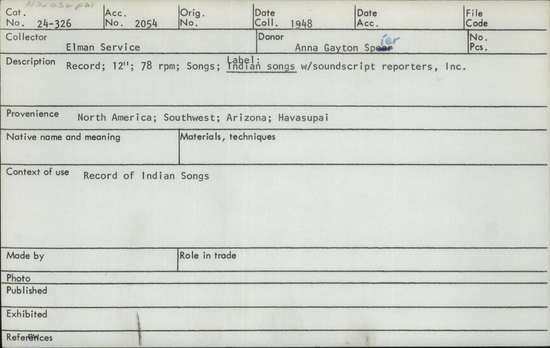 Havasupai
Cat. No. 24-326 Acc. No. 2054 Orig. No. Date Coll. 1948 Date Acc. File Code
Collector Elman Service Donor Anna Gayton Spier No. Pcs.
Label:
Description Record; 12"; 78 rpm; Songs; Indian songs w/soundscript reporters, Inc.
Provenience North America; Southwest; Arizona; Havasupai
Native name and meaning Materials, techniques
Context of use Record of Indian Songs
Made by Role in trade
Photo
Published
Exhibited
References